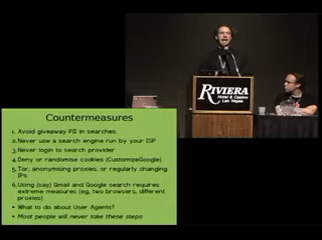 RIVIERA
Hotel & Casino
Las Vegas
Countermeasures
1. Avoid giveaway PII in searches
2. Never use a search engine run by your ISP
3. Never login to search provider
4. Deny or randomise cookies (CustomizeGoogle)
5. Tor, anonymising proxies, or regularly changing
IPs
6. Using (say) Gmail and Google search requires
extreme measures (eg, two browsers, different
proxies)
• What to do about User Agents?
• Most people will never take these steps